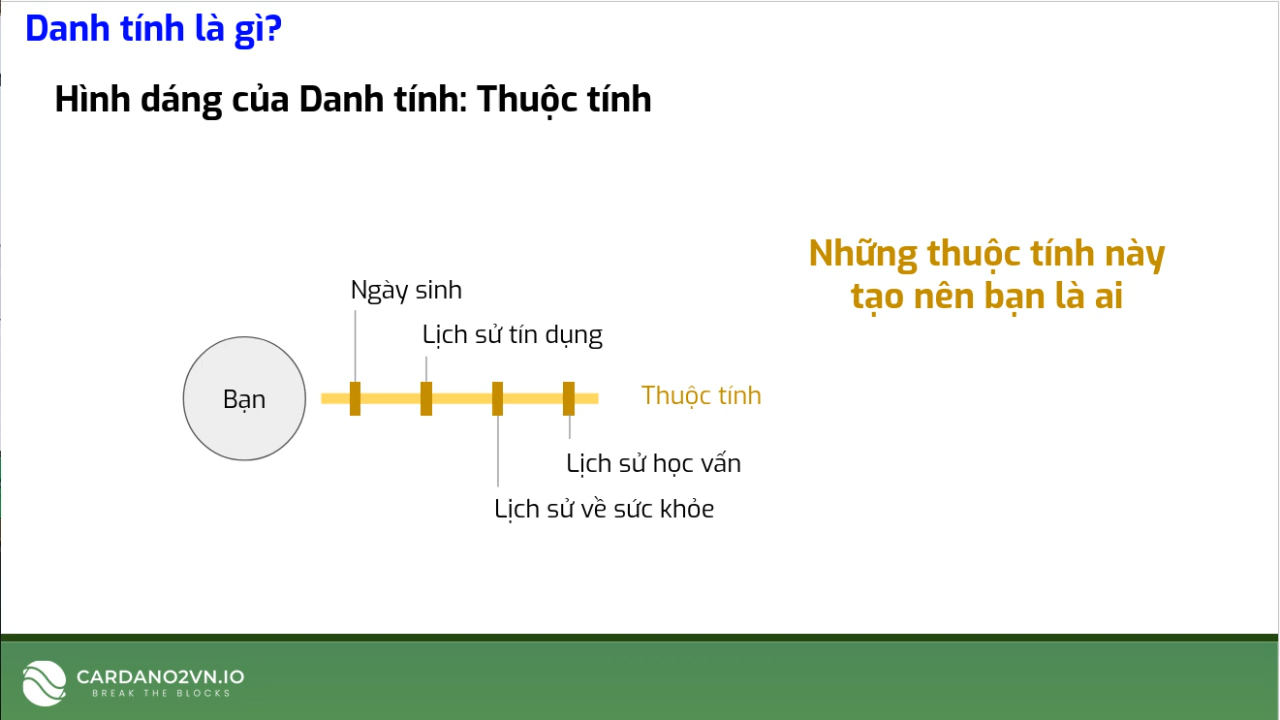 Danh tính là gì?
Hình dáng của Danh tính: Thuộc tính
Những thuộc tính này
tạo nên bạn là ai
Ngày sinh
Lịch sử tín dụng
Bạn
Thuộc tính
Lịch sử học vấn
Lịch sử về sức khỏe
CARDANO2VN.IO
BREAK THE BLOCKS